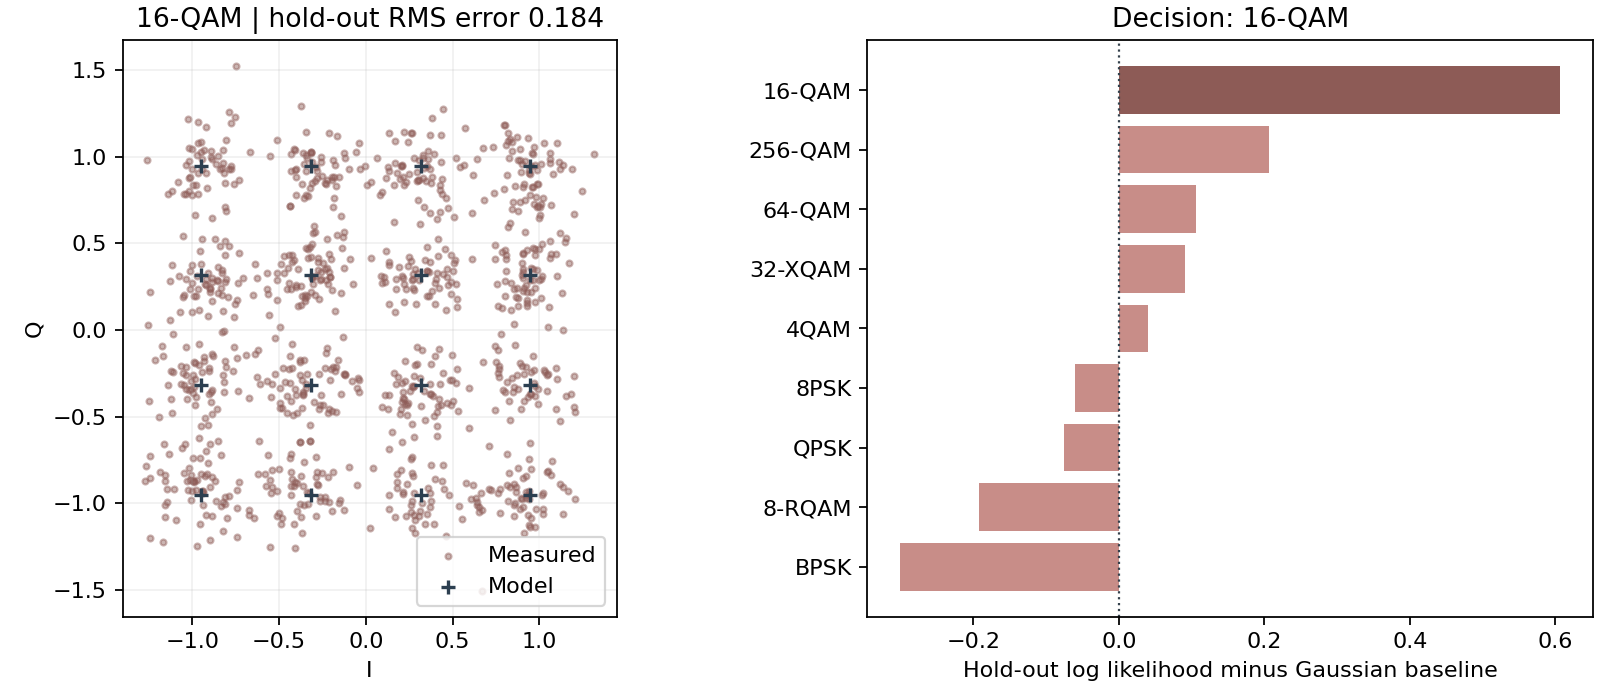 16-QAM | hold-out RMS error 0.184
1.5
1.0
0.5
0.0
−0.5
−1.0
−1.5
Q
−1.0
−0.5
0.0
0.5
1.0
I
Measured
Model
Decision: 16-QAM
16-QAM
256-QAM
64-QAM
32-XQAM
4QAM
8PSK
QPSK
8-RQAM
BPSK
−0.2
0.0
0.2
0.4
0.6
Hold-out log likelihood minus Gaussian baseline